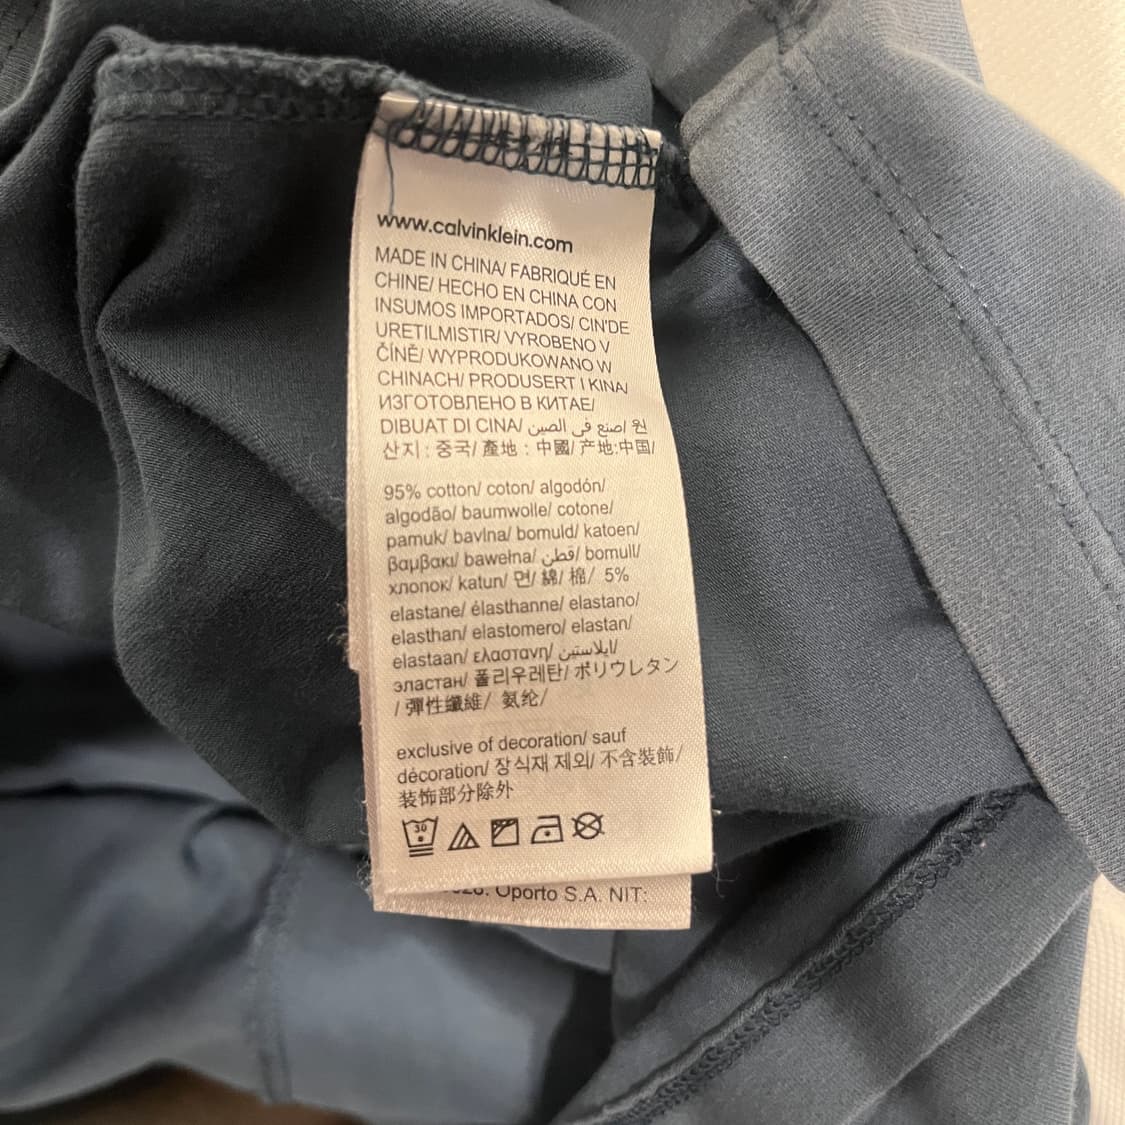 www.calvinklein.com
MADE IN CHINA/ FABRIQUÉ EN
CHINE/ HECHO EN CHINA CON
INSUMOS IMPORTADOS/ CIN'DE
URETILMISTIR/ VYROBENO V
ČÍNĚ/ WYPRODUKOWANO W
CHINACH/ PRODUSERT I KINA/
ИЗГОТОВЛЕНО В КИТАЕ/
DIBUAT DI CINA/ صنع في الصين/ 원
산지: 중국/ 產地: 中國/ 产地:中国/
95% cotton/ coton/ algodón/
algodão/ baumwolle/ cotone/
pamuk/ bavlna/ bomuld/ katoen/
βαμβακι/ bawełna/ قطن/ bomull/
хлопок/ katun/ 면/ 綿/ 棉/ 5%
elastane/ élasthanne/ elastano/
elasthan/ elastomero/ elastan/
elastaan/ ελαστανη/ ايلاستين/
эластан/ 폴리우레탄/ ポリウレタン
/ 彈性纖維/ 氨纶/
exclusive of decoration/ sauf
décoration/ 장식재 제외/ 不含裝飾/
装饰部分除外
30
Oporto S.A. NIT: